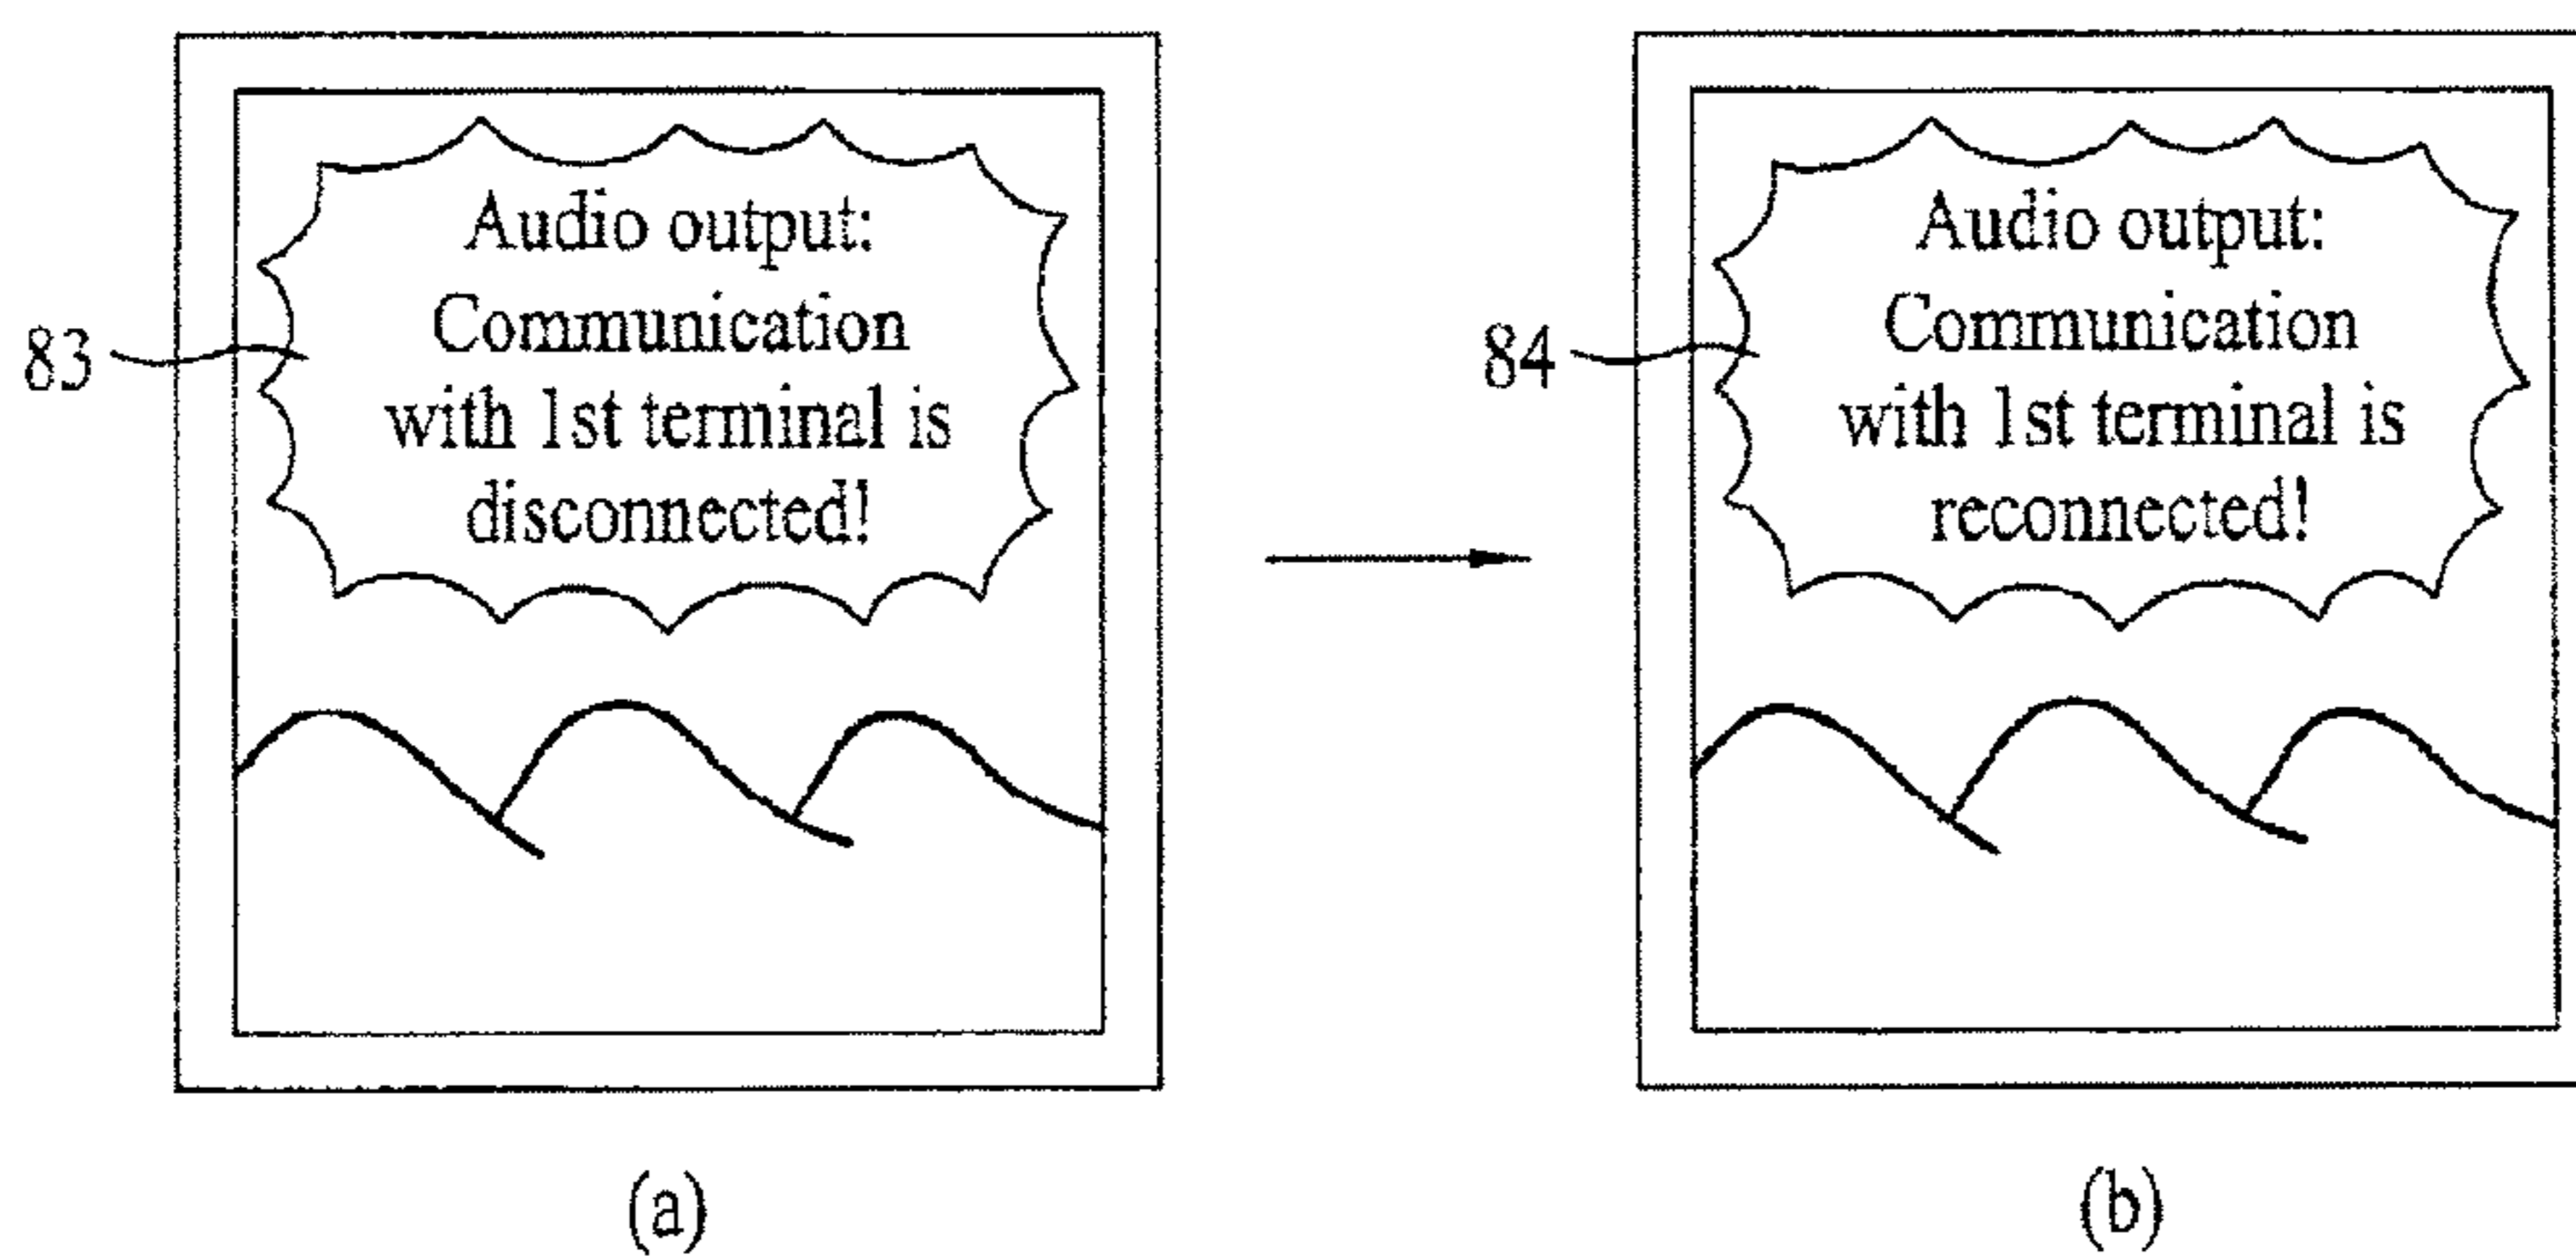 Audio output:
Communication
with 1st terminal is
disconnected!
83
(a)
Audio output:
Communication
with 1st terminal is
reconnected!
84
(b)